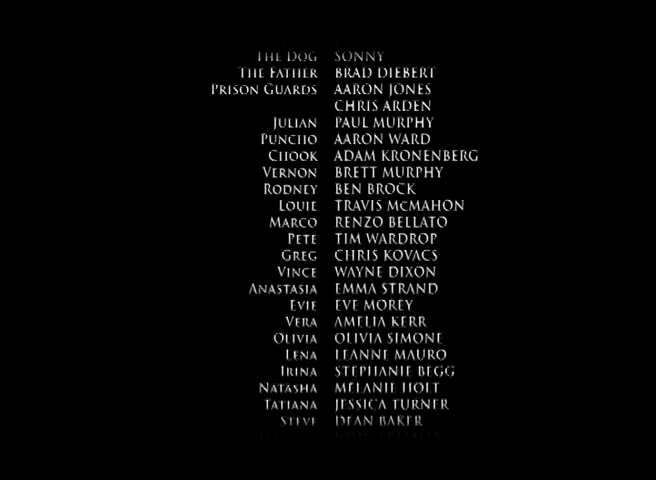 The Dog SONNY
The Father BRAD DIEBERT
Prison Guards AARON JONES
CHRIS ARDEN
Julian PAUL MURPHY
Puncho AARON WARD
Chook ADAM KRONENBERG
Vernon BRETT MURPHY
Rodney BEN BROCK
Louie TRAVIS McMAHON
Marco RENZO BELLATO
Pete TIM WARDROP
Greg CHRIS KOVACS
Vince WAYNE DIXON
Anastasia EMMA STRAND
Evie EVE MOREY
Vera AMELIA KERR
Olivia OLIVIA SIMONE
Lena LEANNE MAURO
Irina STEPHANIE BEGG
Natasha MELANIE HOLT
Tatiana JESSICA TURNER
Steve DEAN BAKER